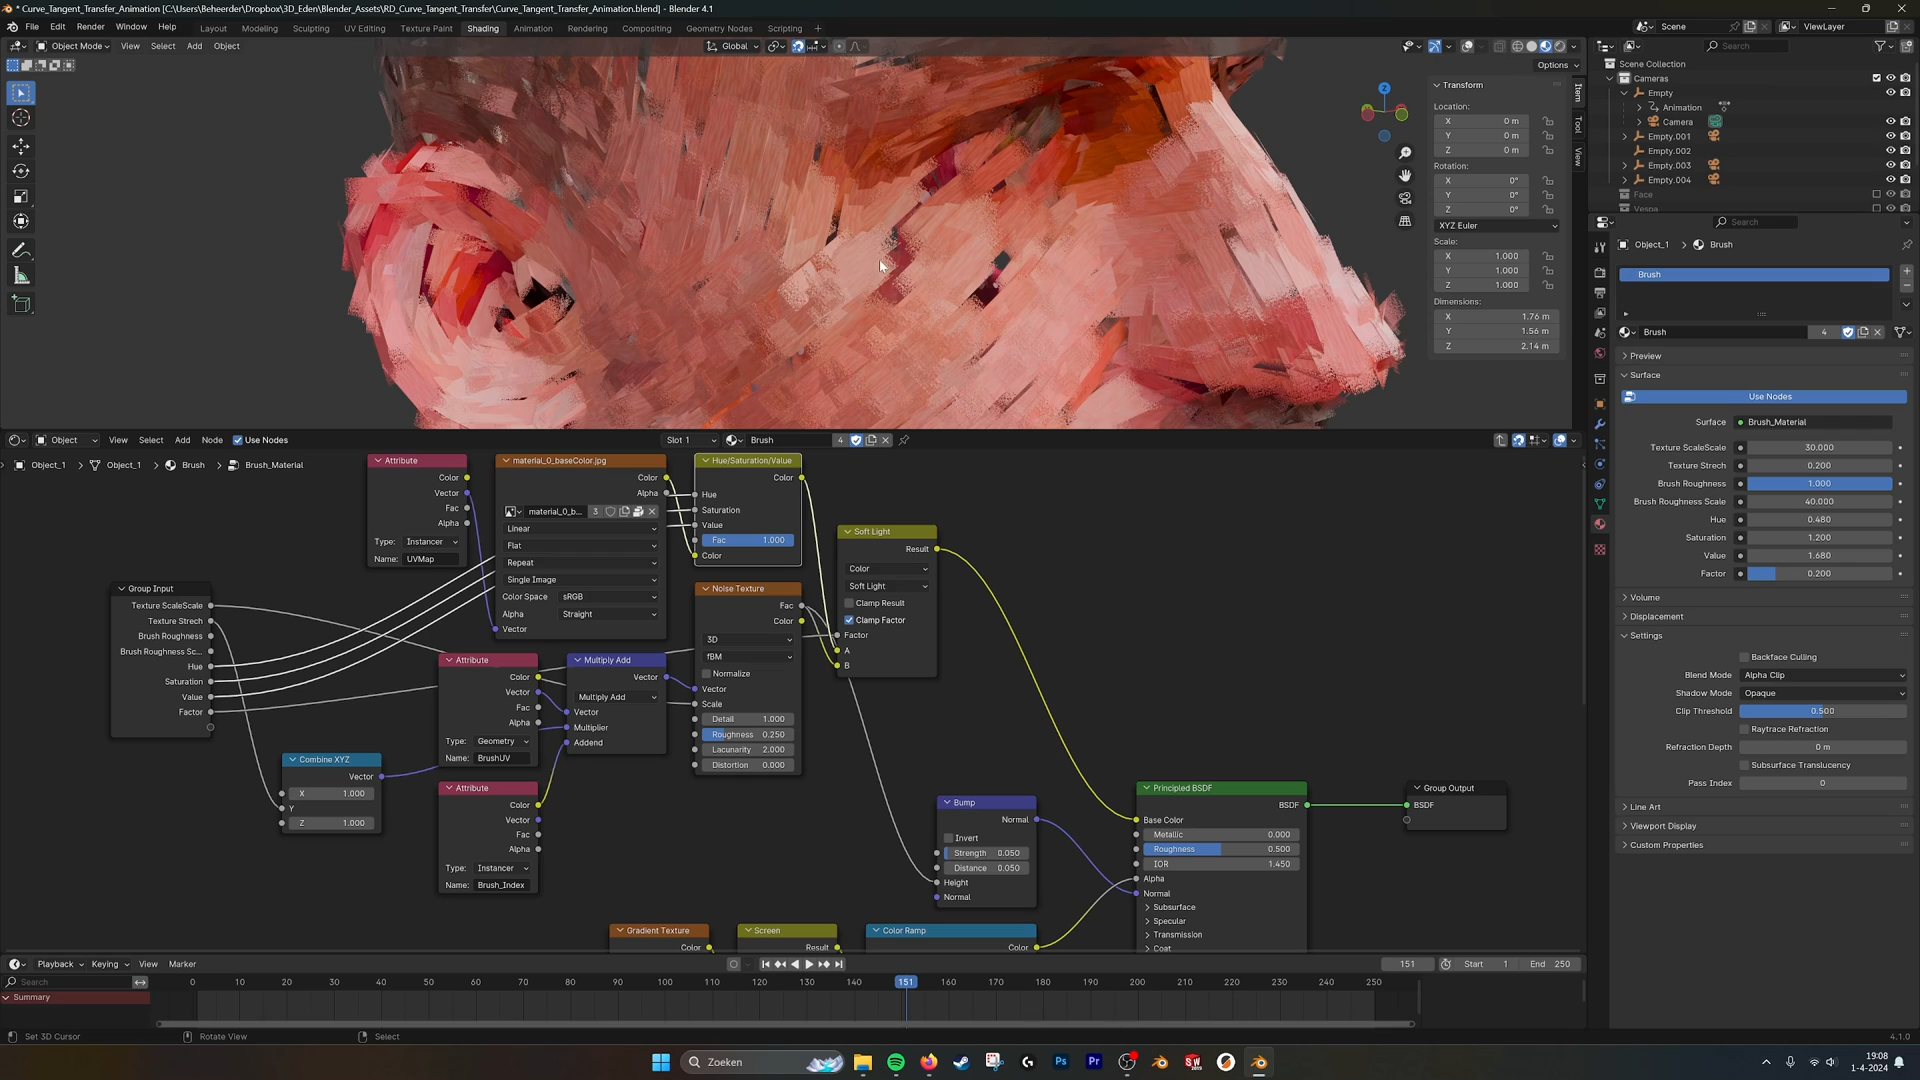 * Curve_Tangent_Transfer_Animation [C:\Users\Beheerder\Dropbox\3D_Eden\Blender_Assets\RD_Curve_Tangent_Transfer\Curve_Tangent_Transfer_Animation.blend] - Blender 4.1
File Edit Render Window Help Layout Modeling Sculpting UV Editing Texture Paint Shading Animation Rendering Compositing Geometry Nodes Scripting + Scene ViewLayer
Object Mode View Select Add Object Global Search
Options
Transform
Location:
X 0 m
Y 0 m
Z 0 m
Rotation:
X 0°
Y 0°
Z 0°
XYZ Euler
Scale:
X 1.000
Y 1.000
Z 1.000
Dimensions:
X 1.76 m
Y 1.56 m
Z 2.14 m
Item
Tool
View
Z
Scene Collection
Cameras
Empty
Animation
Camera
Empty.001
Empty.002
Empty.003
Empty.004
Face
Vespa
Search
Object_1 > Brush
Brush
Brush 4
Preview
Surface
Use Nodes
Surface Brush_Material
Texture ScaleScale 30.000
Texture Strech 0.200
Brush Roughness 1.000
Brush Roughness Scale 40.000
Hue 0.480
Saturation 1.200
Value 1.680
Factor 0.200
Volume
Displacement
Settings
Backface Culling
Blend Mode Alpha Clip
Shadow Mode Opaque
Clip Threshold 0.500
Raytrace Refraction
Refraction Depth 0 m
Subsurface Translucency
Pass Index 0
Line Art
Viewport Display
Custom Properties
Object View Select Add Node Use Nodes Slot 1 Brush 4
Object_1 > Object_1 > Brush > Brush_Material
Group Input
Texture ScaleScale
Texture Strech
Brush Roughness
Brush Roughness Sc...
Hue
Saturation
Value
Factor
Attribute
Color
Vector
Fac
Alpha
Type: Instancer
Name: UVMap
material_0_baseColor.jpg
Color
Alpha
material_0_b... 3
Linear
Flat
Repeat
Single Image
Color Space sRGB
Alpha Straight
Vector
Hue/Saturation/Value
Color
Hue
Saturation
Value
Fac 1.000
Color
Noise Texture
Fac
Color
3D
fBM
Normalize
Vector
Scale
Detail 1.000
Roughness 0.250
Lacunarity 2.000
Distortion 0.000
Soft Light
Result
Color
Soft Light
Clamp Result
Clamp Factor
Factor
A
B
Attribute
Color
Vector
Fac
Alpha
Type: Geometry
Name: BrushUV
Multiply Add
Vector
Multiply Add
Vector
Multiplier
Addend
Combine XYZ
Vector
X 1.000
Y
Z 1.000
Attribute
Color
Vector
Fac
Alpha
Type: Instancer
Name: Brush_Index
Bump
Normal
Invert
Strength 0.050
Distance 0.050
Height
Normal
Principled BSDF
BSDF
Base Color
Metallic 0.000
Roughness 0.500
IOR 1.450
Alpha
Normal
Subsurface
Specular
Transmission
Coat
Group Output
BSDF
Gradient Texture
Color
Screen
Result
Color Ramp
Color
Playback Keying View Marker 151 Start 1 End 250
Search 0 10 20 30 40 50 60 70 80 90 100 110 120 130 140 151 160 170 180 190 200 210 220 230 240 250
Summary
Set 3D Cursor Rotate View Select 4.1.0
Zoeken Ps Pr SW 19:08
1-4-2024